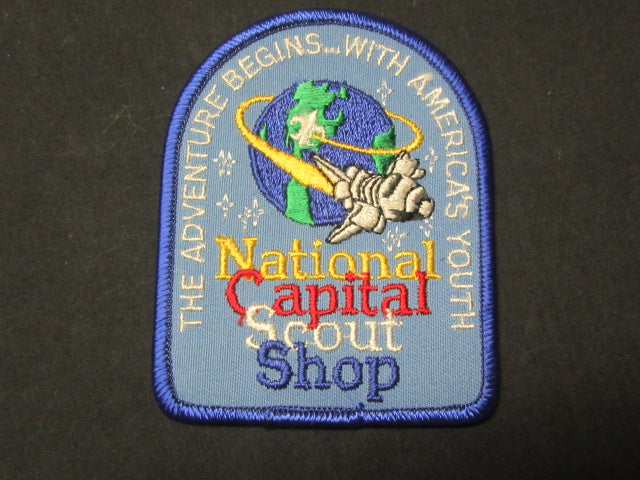 THE ADVENTURE BEGINS...WITH AMERICA'S YOUTH
National
Capital
Scout
Shop